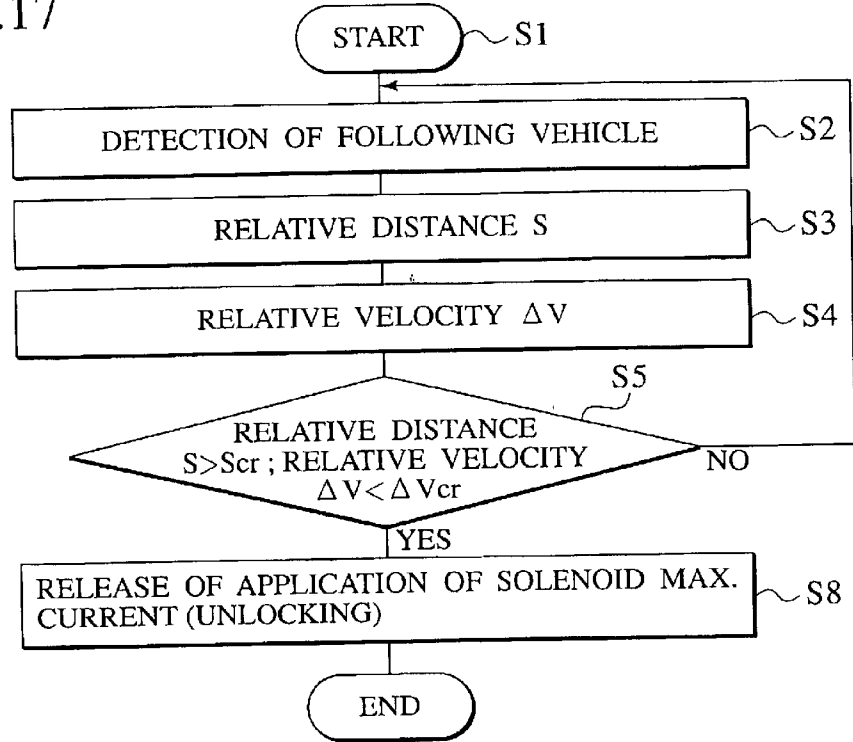 .17
START
S1
DETECTION OF FOLLOWING VEHICLE
S2
RELATIVE DISTANCE S
S3
RELATIVE VELOCITY ΔV
S4
S5
RELATIVE DISTANCE
S>Scr ; RELATIVE VELOCITY
ΔV<ΔVcr
NO
YES
RELEASE OF APPLICATION OF SOLENOID MAX.
CURRENT (UNLOCKING)
S8
END